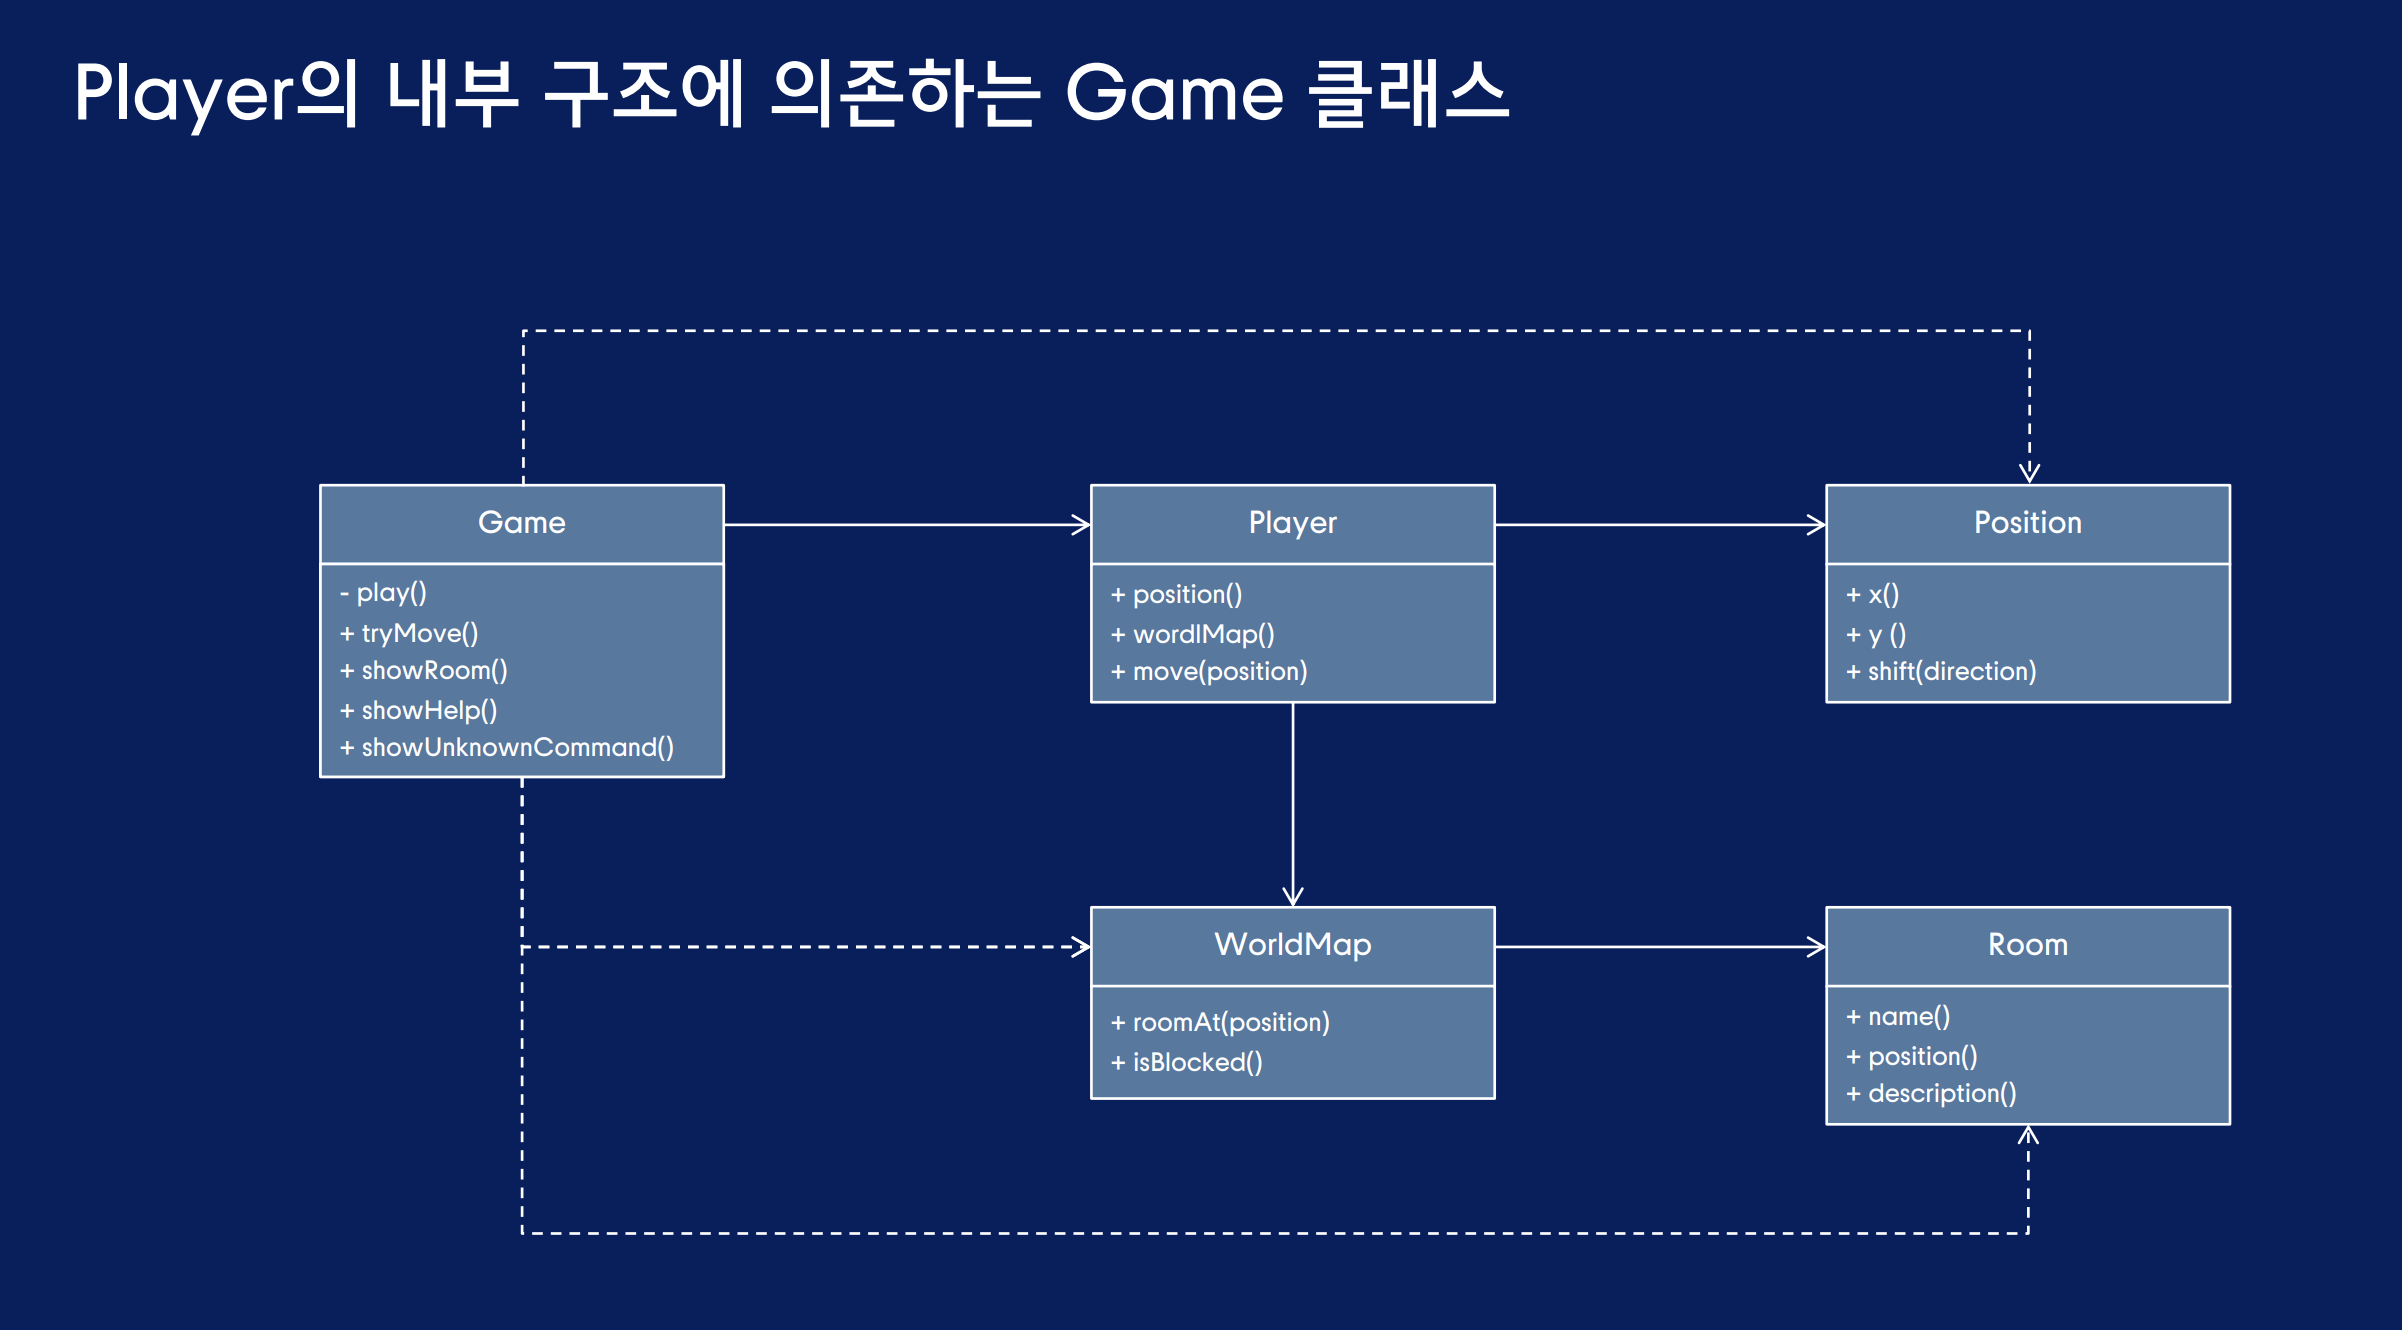 Player의 내부 구조에 의존하는 Game 클래스
Game
- play()
+ tryMove()
+ showRoom()
+ showHelp()
+ showUnknownCommand()
Player
+ position()
+ wordlMap()
+ move(position)
Position
+ x()
+ y ()
+ shift(direction)
WorldMap
+ roomAt(position)
+ isBlocked()
Room
+ name()
+ position()
+ description()